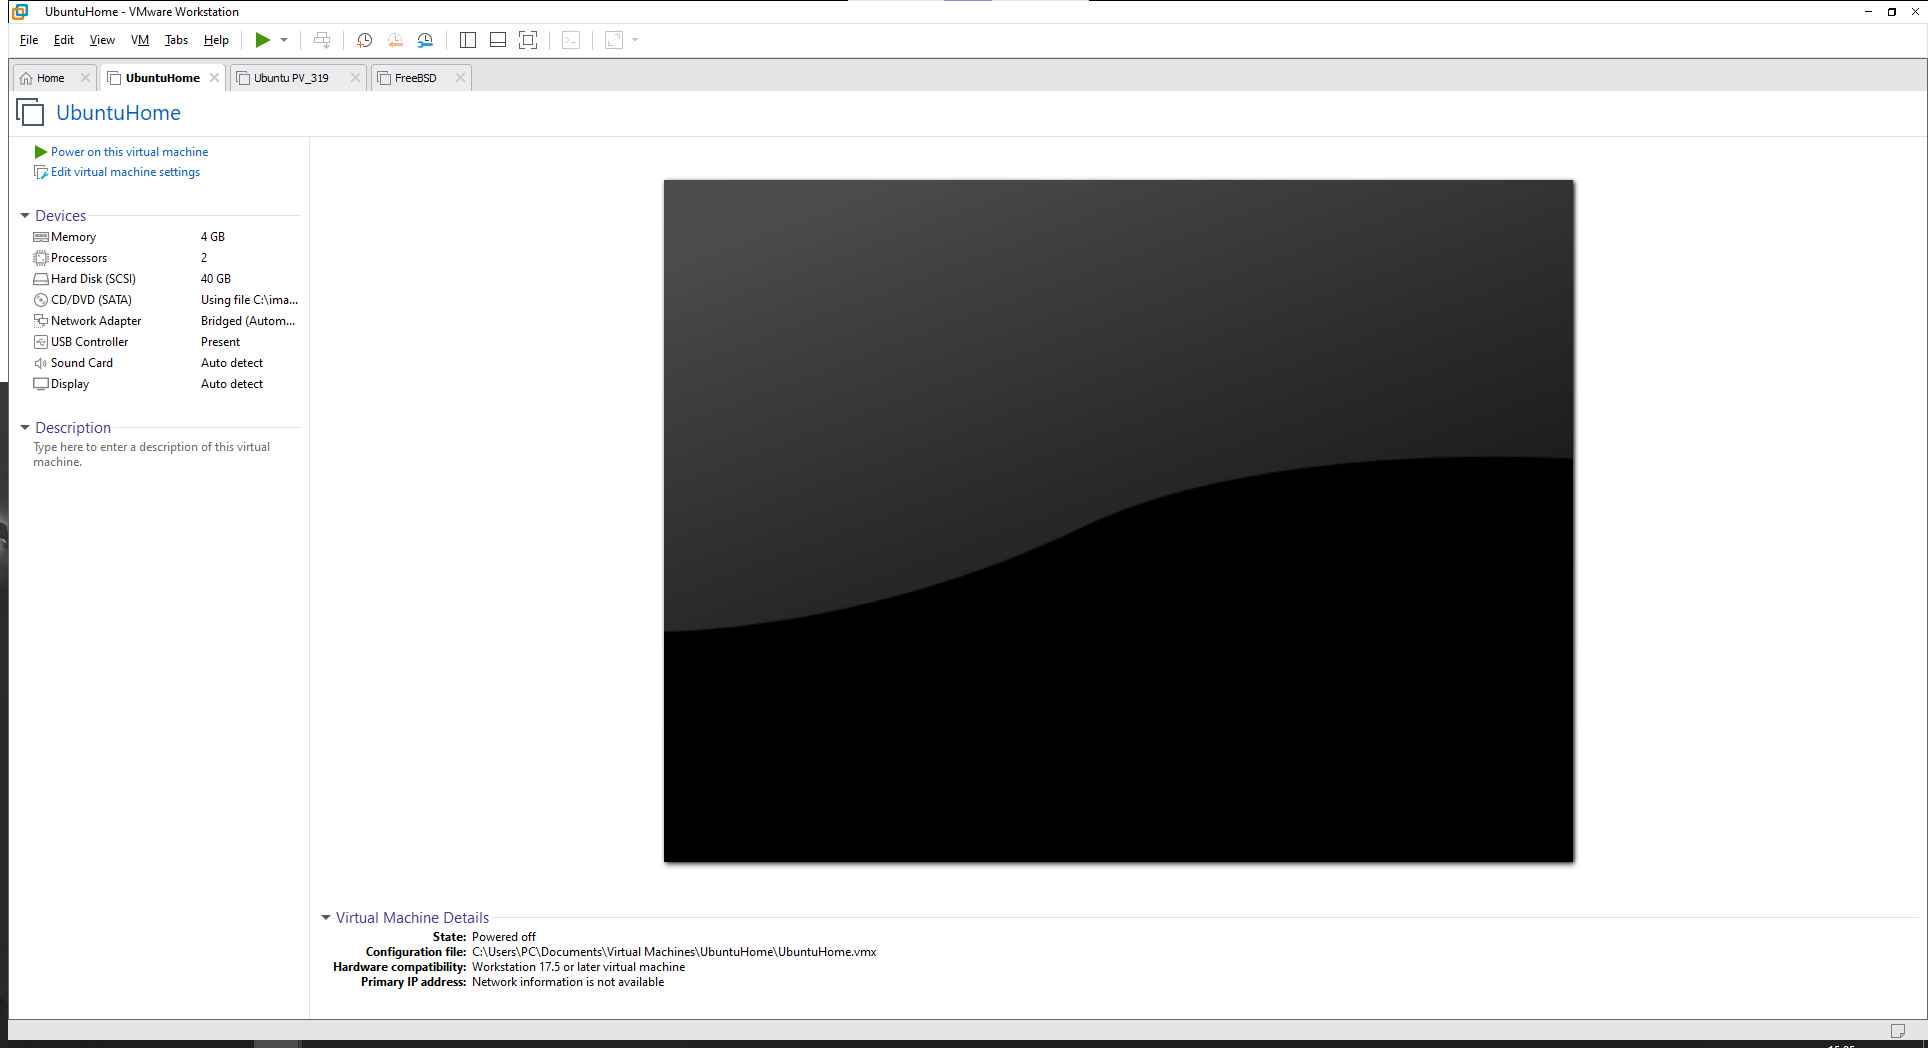 UbuntuHome - VMware Workstation
File Edit View VM Tabs Help
Home UbuntuHome Ubuntu PV_319 FreeBSD
UbuntuHome
Power on this virtual machine
Edit virtual machine settings
Devices
Memory 4 GB
Processors 2
Hard Disk (SCSI) 40 GB
CD/DVD (SATA) Using file C:\ima...
Network Adapter Bridged (Autom...
USB Controller Present
Sound Card Auto detect
Display Auto detect
Description
Type here to enter a description of this virtual
machine.
Virtual Machine Details
State: Powered off
Configuration file: C:\Users\PC\Documents\Virtual Machines\UbuntuHome\UbuntuHome.vmx
Hardware compatibility: Workstation 17.5 or later virtual machine
Primary IP address: Network information is not available